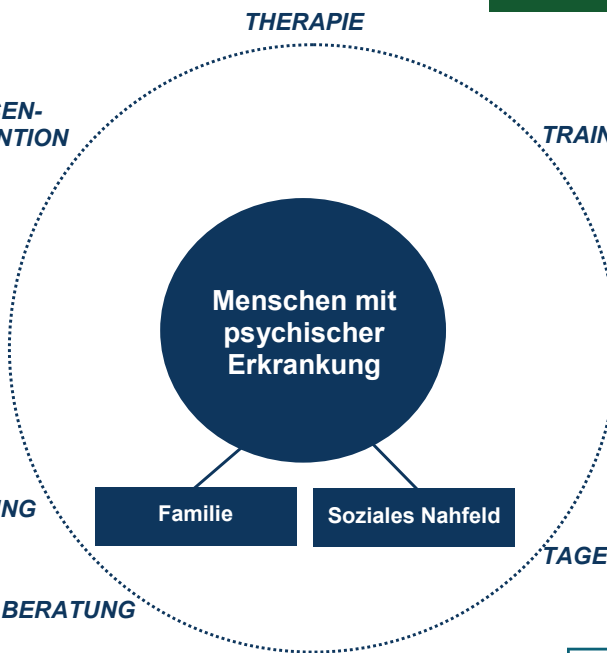 THERAPIE
EN-
NTION
TRAIN
Menschen mit
psychischer
Erkrankung
Familie
Soziales Nahfeld
NG
TAGE
BERATUNG